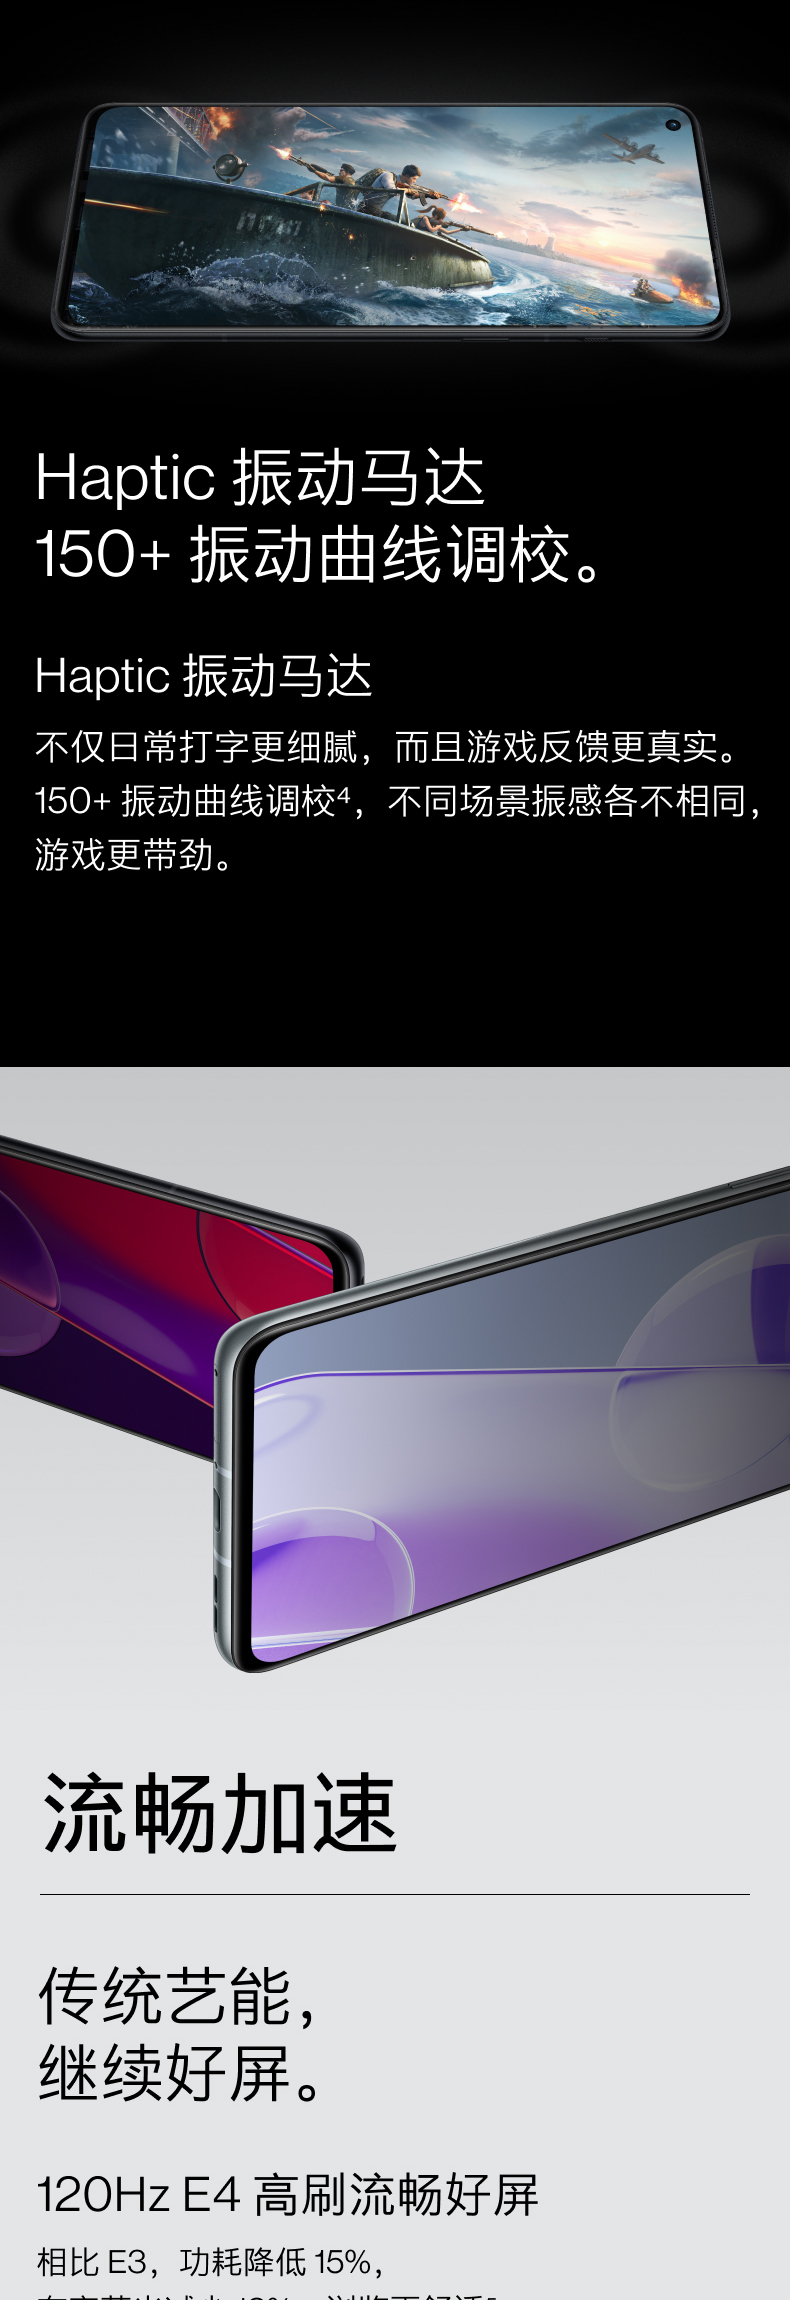 Haptic 振动马达
150+ 振动曲线调校。
Haptic 振动马达
不仅日常打字更细腻，而且游戏反馈更真实。
150+ 振动曲线调校⁴，不同场景振感各不相同，
游戏更带劲。
流畅加速
传统艺能，
继续好屏。
120Hz E4 高刷流畅好屏
相比 E3，功耗降低 15%，